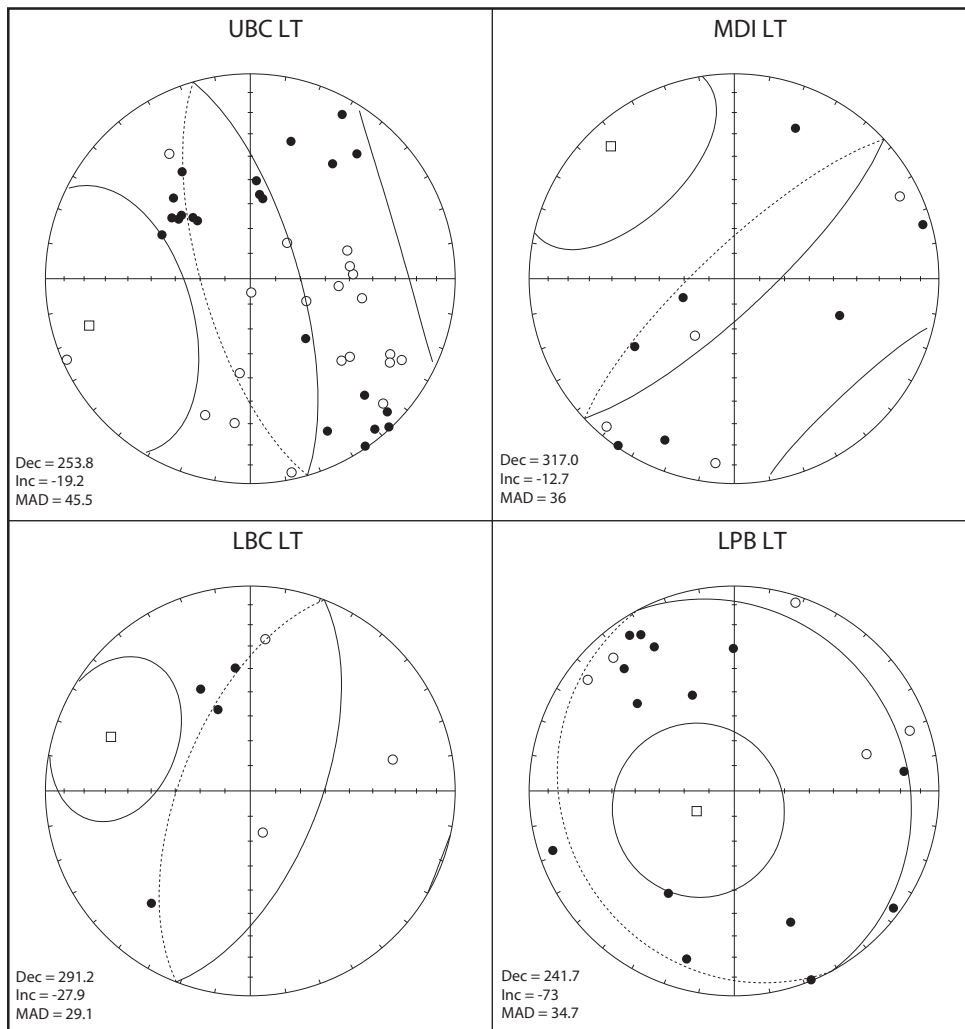 UBC LT
Dec = 253.8
Inc = -19.2
MAD = 45.5
MDI LT
Dec = 317.0
Inc = -12.7
MAD = 36
LBC LT
Dec = 291.2
Inc = -27.9
MAD = 29.1
LPB LT
Dec = 241.7
Inc = -73
MAD = 34.7